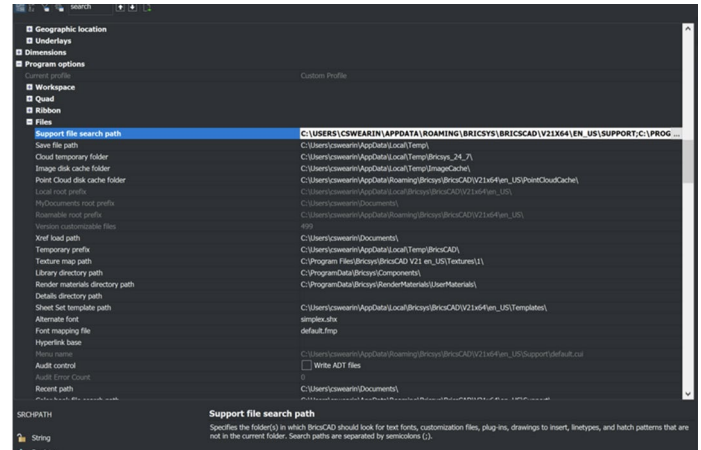 search
Geographic location
Underlays
Dimensions
Program options
Current profile Custom Profile
Workspace
Quad
Ribbon
Files
Support file search path C:\USERS\CSWEARIN\APPDATA\ROAMING\BRICSYS\BRICSCAD\V21X64\EN_US\SUPPORT;C:\PROG ...
Save file path C:\Users\cswearin\AppData\Local\Temp\
Cloud temporary folder C:\Users\cswearin\AppData\Local\Temp\Bricsys_24_7\
Image disk cache folder C:\Users\cswearin\AppData\Local\Temp\ImageCache\
Point Cloud disk cache folder C:\Users\cswearin\AppData\Roaming\Bricsys\BricsCAD\V21x64\en_US\PointCloudCache\
Local root prefix C:\Users\cswearin\AppData\Local\Bricsys\BricsCAD\V21x64\en_US\
MyDocuments root prefix C:\Users\cswearin\Documents\
Roamable root prefix C:\Users\cswearin\AppData\Roaming\Bricsys\BricsCAD\V21x64\en_US\
Version customizable files 499
Xref load path C:\Users\cswearin\Documents\
Temporary prefix C:\Users\cswearin\AppData\Local\Temp\BricsCAD\
Texture map path C:\Program Files\Bricsys\BricsCAD V21 en_US\Textures\1\
Library directory path C:\ProgramData\Bricsys\Components\
Render materials directory path C:\ProgramData\Bricsys\RenderMaterials\UserMaterials\
Details directory path
Sheet Set template path C:\Users\cswearin\AppData\Local\Bricsys\BricsCAD\V21x64\en_US\Templates\
Alternate font simplex.shx
Font mapping file default.fmp
Hyperlink base
Menu name C:\Users\cswearin\AppData\Roaming\Bricsys\BricsCAD\V21x64\en_US\Support\default.cui
Audit control Write ADT files
Audit Error Count 0
Recent path C:\Users\cswearin\Documents\
SRCHPATH Support file search path
Specifies the folder(s) in which BricsCAD should look for text fonts, customization files, plug-ins, drawings to insert, linetypes, and hatch patterns that are
String not in the current folder. Search paths are separated by semicolons (;).